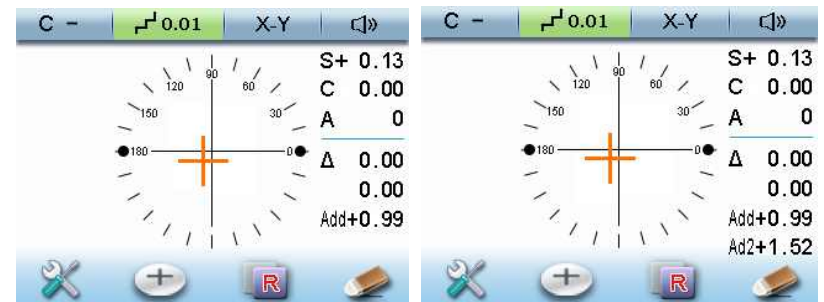 C - 0.01 X-Y
S+ 0.13
C 0.00
A 0
Δ 0.00
0.00
Add+0.99
90
120 60
150 30
180 0
R
C - 0.01 X-Y
S+ 0.13
C 0.00
A 0
Δ 0.00
0.00
Add+0.99
Ad2+1.52
90
120 60
150 30
180 0
R